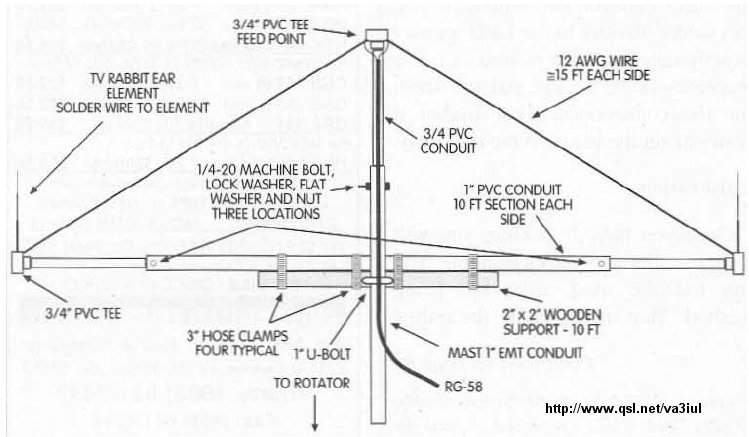 3/4" PVC TEE
FEED POINT
12 AWG WIRE
≅15 FT EACH SIDE
TV RABBIT EAR
ELEMENT
SOLDER WIRE TO ELEMENT
3/4 PVC
CONDUIT
1/4-20 MACHINE BOLT,
LOCK WASHER, FLAT
WASHER AND NUT
THREE LOCATIONS
1" PVC CONDUIT
10 FT SECTION EACH
SIDE
3/4" PVC TEE
3" HOSE CLAMPS
FOUR TYPICAL
1" U-BOLT
2" x 2" WOODEN
SUPPORT - 10 FT
MAST 1" EMT CONDUIT
TO ROTATOR
RG-58
http://www.qsl.net/va3iul